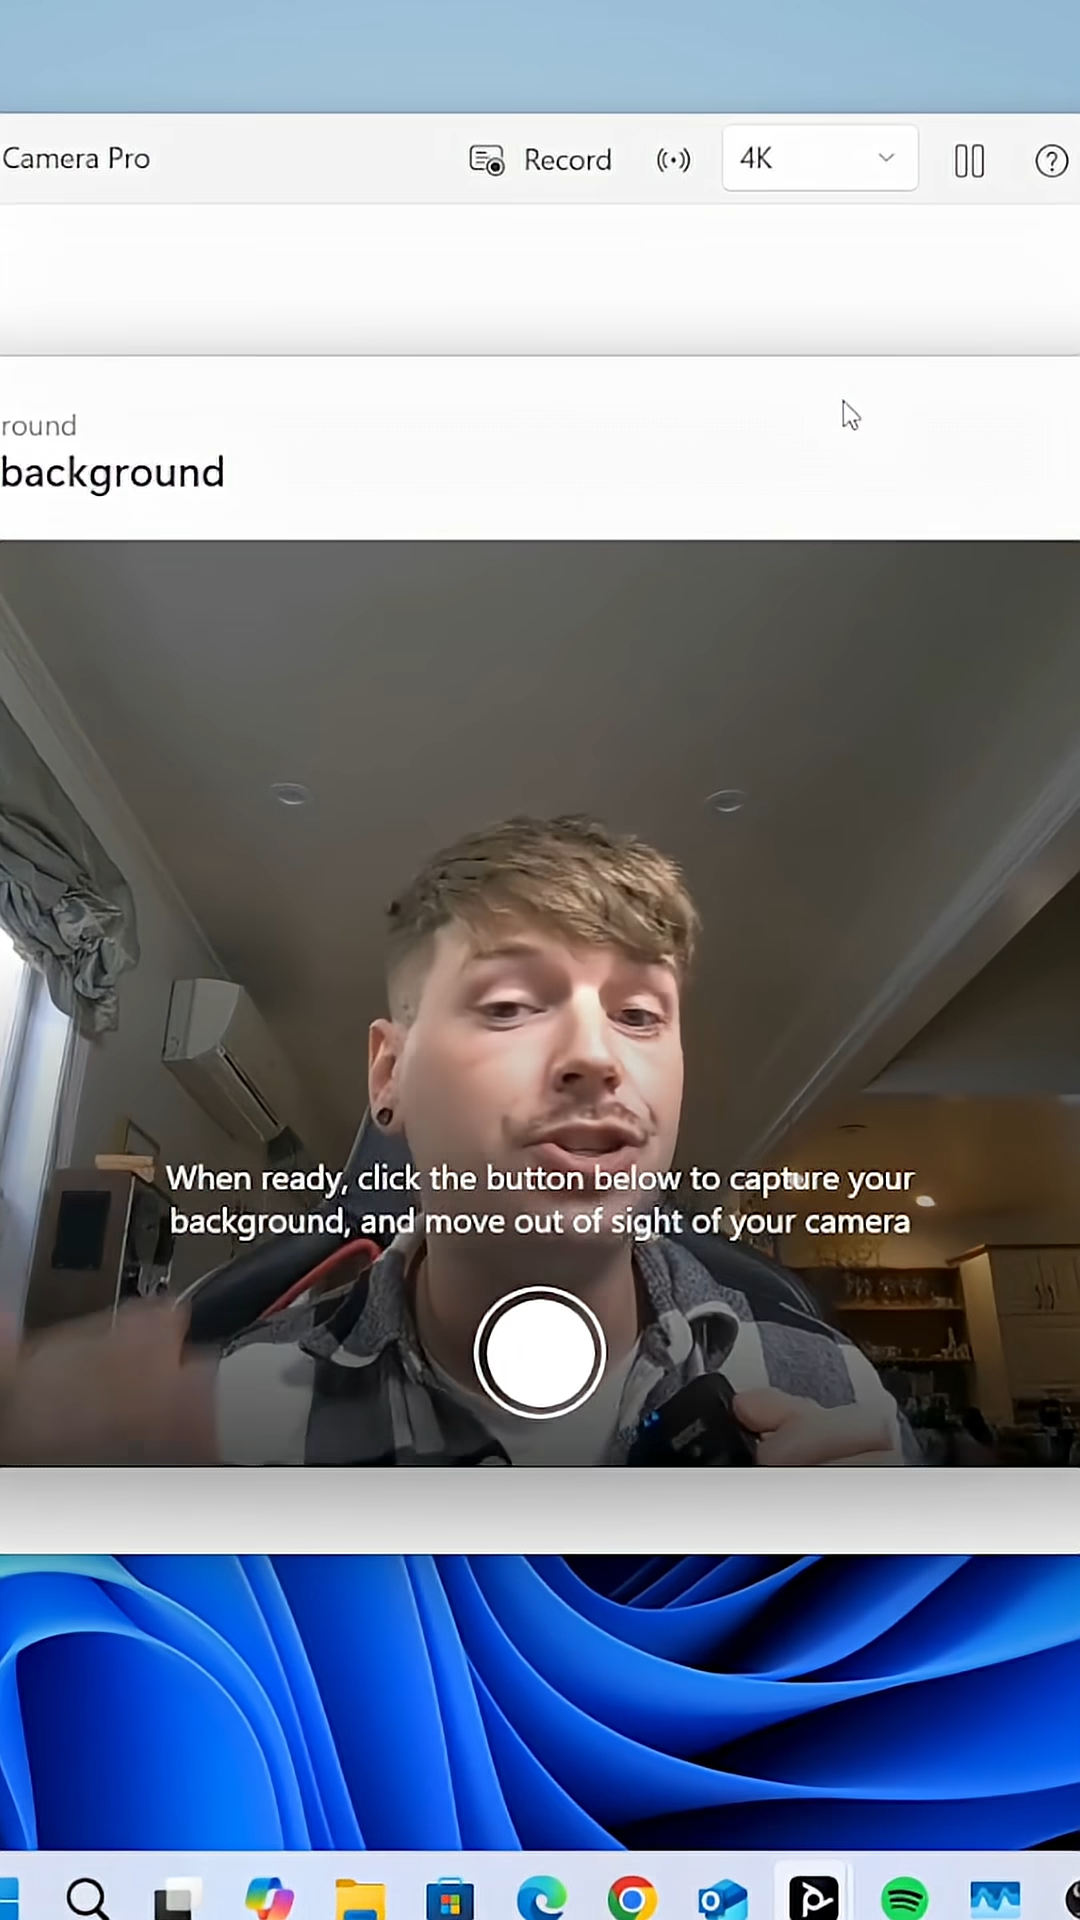 Camera Pro
Record
4K
round
background
When ready, click the button below to capture your
background, and move out of sight of your camera